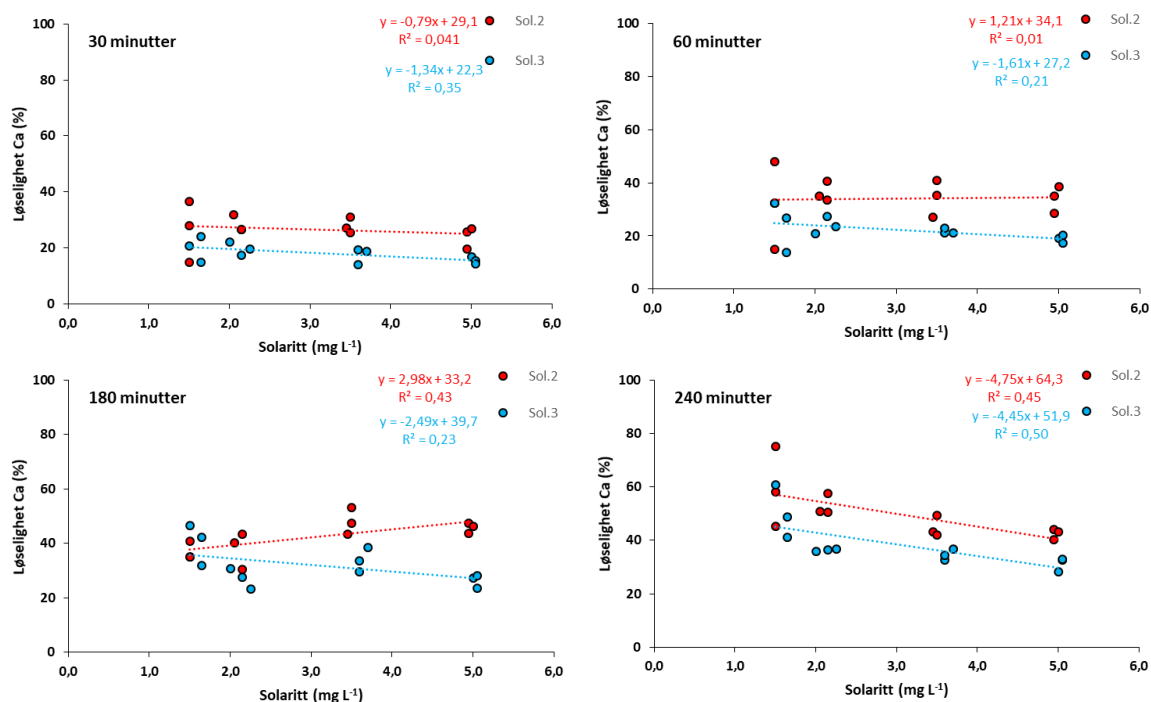 30 minutter
y = -0,79x + 29,1
R² = 0,041
Sol.2
y = -1,34x + 22,3
R² = 0,35
Sol.3
Løselighet Ca (%)
100
80
60
40
20
0
0,0 1,0 2,0 3,0 4,0 5,0 6,0
Solaritt (mg L⁻¹)
60 minutter
y = 1,21x + 34,1
R² = 0,01
Sol.2
y = -1,61x + 27,2
R² = 0,21
Sol.3
Løselighet Ca (%)
100
80
60
40
20
0
0,0 1,0 2,0 3,0 4,0 5,0 6,0
Solaritt (mg L⁻¹)
180 minutter
y = 2,98x + 33,2
R² = 0,43
Sol.2
y = -2,49x + 39,7
R² = 0,23
Sol.3
Løselighet Ca (%)
100
80
60
40
20
0
0,0 1,0 2,0 3,0 4,0 5,0 6,0
Solaritt (mg L⁻¹)
240 minutter
y = -4,75x + 64,3
R² = 0,45
Sol.2
y = -4,45x + 51,9
R² = 0,50
Sol.3
Løselighet Ca (%)
100
80
60
40
20
0
0,0 1,0 2,0 3,0 4,0 5,0 6,0
Solaritt (mg L⁻¹)